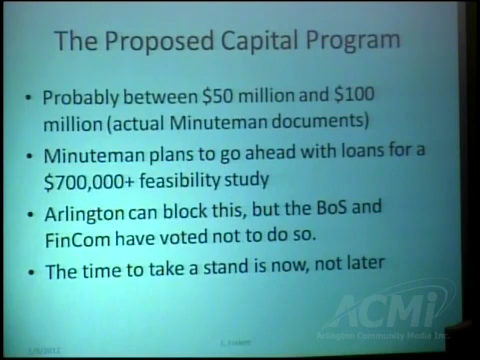 The Proposed Capital Program
• Probably between $50 million and $100
million (actual Minuteman documents)
• Minuteman plans to go ahead with loans for a
$700,000+ feasibility study
• Arlington can block this, but the BoS and
FinCom have voted not to do so.
• The time to take a stand is now, not later
ACMi
Arlington Community Media Inc.